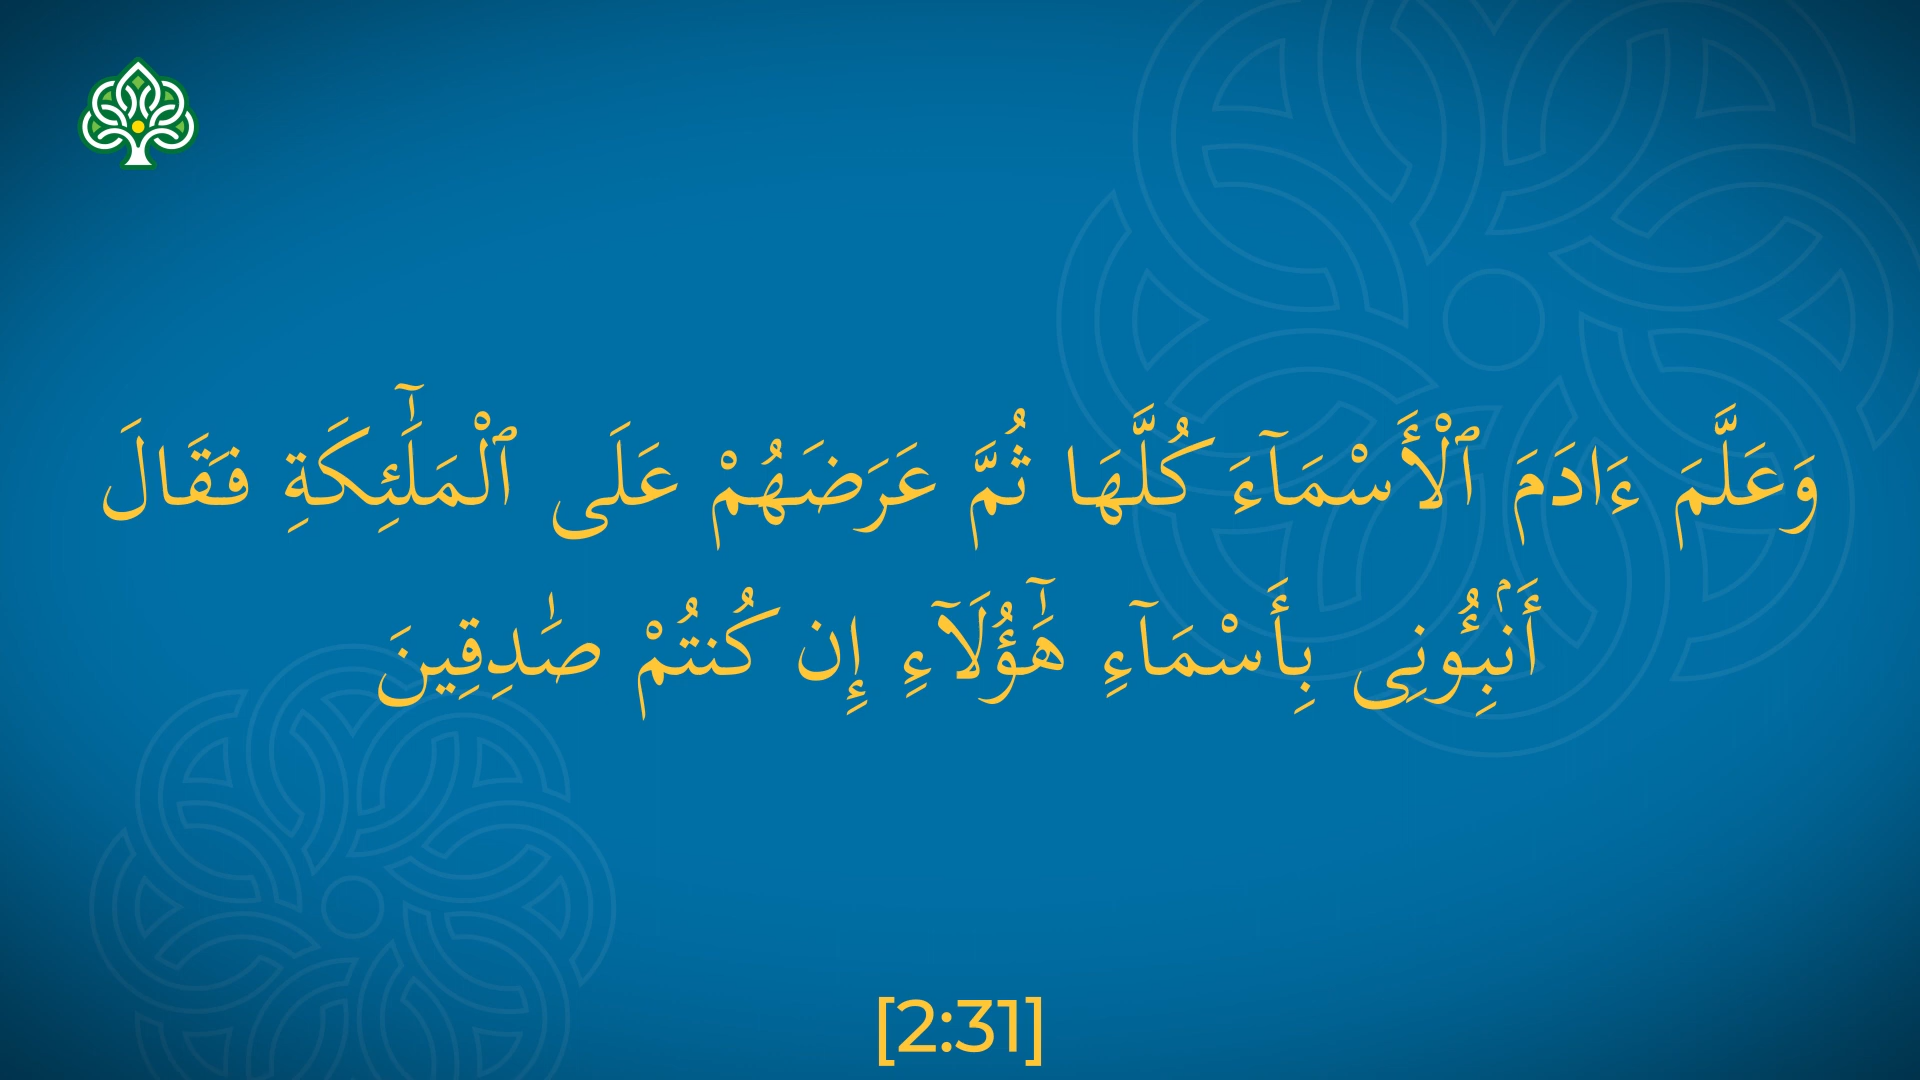 وَعَلَّمَ ءَادَمَ ٱلْأَسْمَآءَ كُلَّهَا ثُمَّ عَرَضَهُمْ عَلَى ٱلْمَلَٰٓئِكَةِ فَقَالَ
أَنۢبِـُٔونِى بِأَسْمَآءِ هَٰٓؤُلَآءِ إِن كُنتُمْ صَٰدِقِينَ
[2:31]